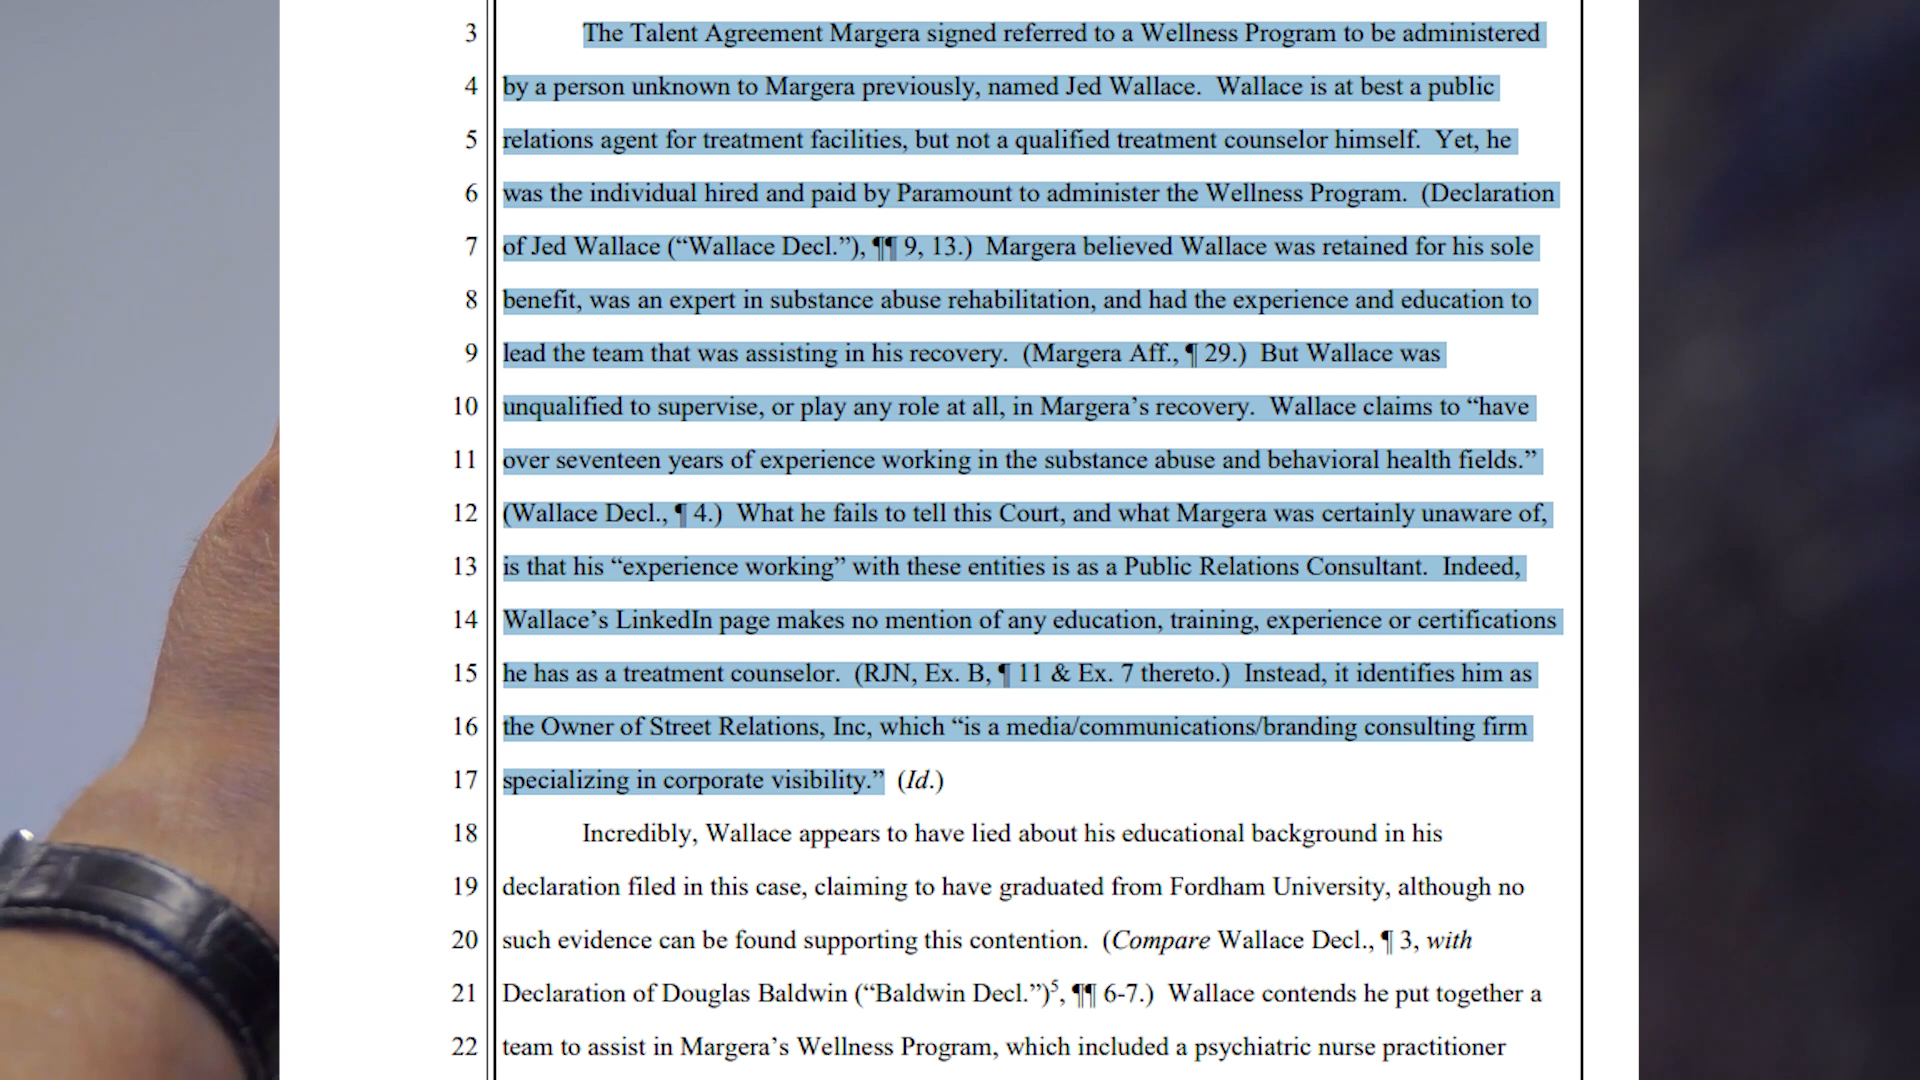 3 The Talent Agreement Margera signed referred to a Wellness Program to be administered
4 by a person unknown to Margera previously, named Jed Wallace.  Wallace is at best a public
5 relations agent for treatment facilities, but not a qualified treatment counselor himself.  Yet, he
6 was the individual hired and paid by Paramount to administer the Wellness Program.  (Declaration
7 of Jed Wallace (“Wallace Decl.”), ¶¶ 9, 13.)  Margera believed Wallace was retained for his sole
8 benefit, was an expert in substance abuse rehabilitation, and had the experience and education to
9 lead the team that was assisting in his recovery.  (Margera Aff., ¶ 29.)  But Wallace was
10 unqualified to supervise, or play any role at all, in Margera’s recovery.  Wallace claims to “have
11 over seventeen years of experience working in the substance abuse and behavioral health fields.”
12 (Wallace Decl., ¶ 4.)  What he fails to tell this Court, and what Margera was certainly unaware of,
13 is that his “experience working” with these entities is as a Public Relations Consultant.  Indeed,
14 Wallace’s LinkedIn page makes no mention of any education, training, experience or certifications
15 he has as a treatment counselor.  (RJN, Ex. B, ¶ 11 & Ex. 7 thereto.)  Instead, it identifies him as
16 the Owner of Street Relations, Inc, which “is a media/communications/branding consulting firm
17 specializing in corporate visibility.”  (Id.)
18 Incredibly, Wallace appears to have lied about his educational background in his
19 declaration filed in this case, claiming to have graduated from Fordham University, although no
20 such evidence can be found supporting this contention.  (Compare Wallace Decl., ¶ 3, with
21 Declaration of Douglas Baldwin (“Baldwin Decl.”)⁵, ¶¶ 6-7.)  Wallace contends he put together a
22 team to assist in Margera’s Wellness Program, which included a psychiatric nurse practitioner